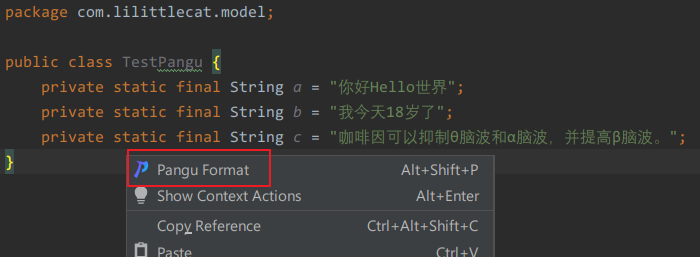 package com.lilittlecat.model;
public class TestPangu {
private static final String a = "你好Hello世界";
private static final String b = "我今天18岁了";
private static final String c = "咖啡因可以抑制θ脑波和α脑波，并提高β脑波。";
}
Pangu Format Alt+Shift+P
Show Context Actions Alt+Enter
Copy Reference Ctrl+Alt+Shift+C
Paste Ctrl+V